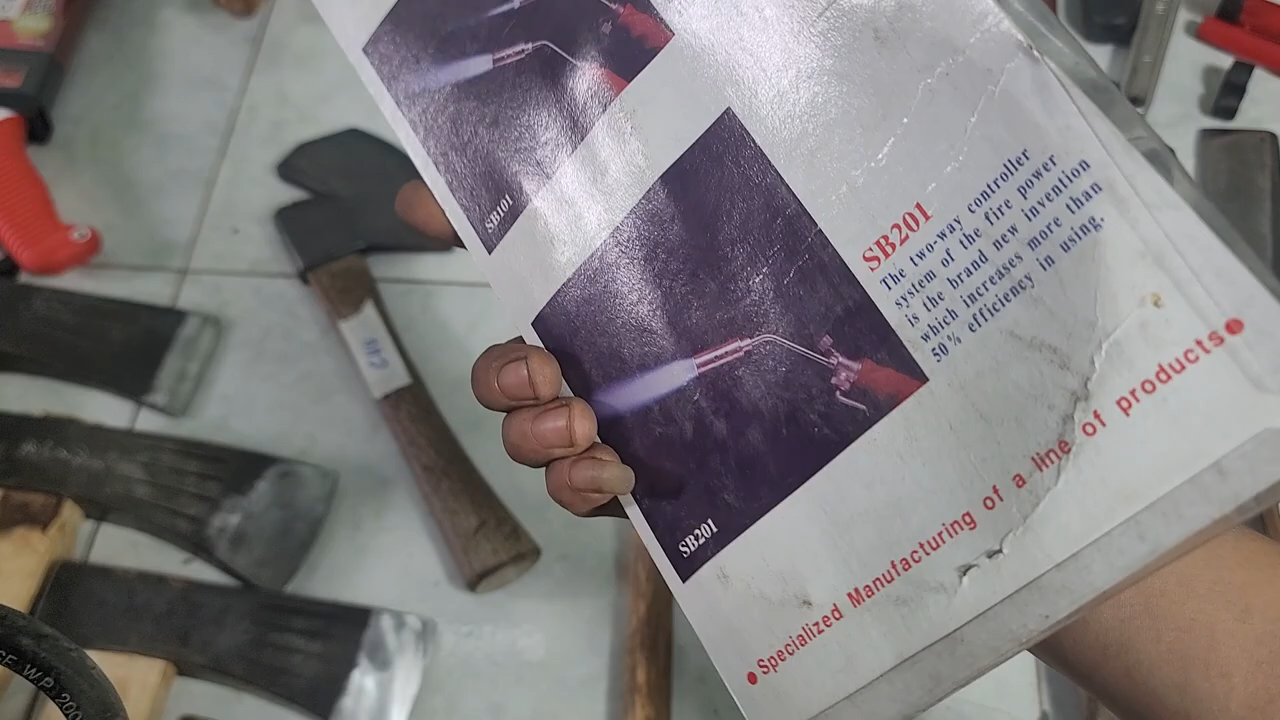 SB101
SB201
The two-way controller
system of the fire power
is the brand new invention
which increases more than
50% efficiency in using.
SB201
●Specialized Manufacturing of a line of products●
W.P. 200